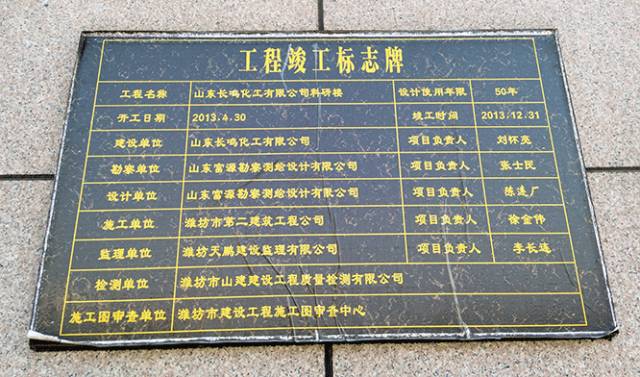 工程竣工标志牌
工程名称 山东长鸣化工有限公司科研楼 设计使用年限 50年
开工日期 2013.4.30 竣工时间 2013.12.31
建设单位 山东长鸣化工有限公司 项目负责人 刘怀亮
勘察单位 山东富源勘察测绘设计有限公司 项目负责人 张士民
设计单位 山东富源勘察测绘设计有限公司 项目负责人 陈逢厂
施工单位 潍坊市第二建筑工程公司 项目负责人 徐金伟
监理单位 潍坊天鹏建设监理有限公司 项目负责人 李长逵
检测单位 潍坊市山建建设工程质量检测有限公司
施工图审查单位 潍坊市建设工程施工图审查中心